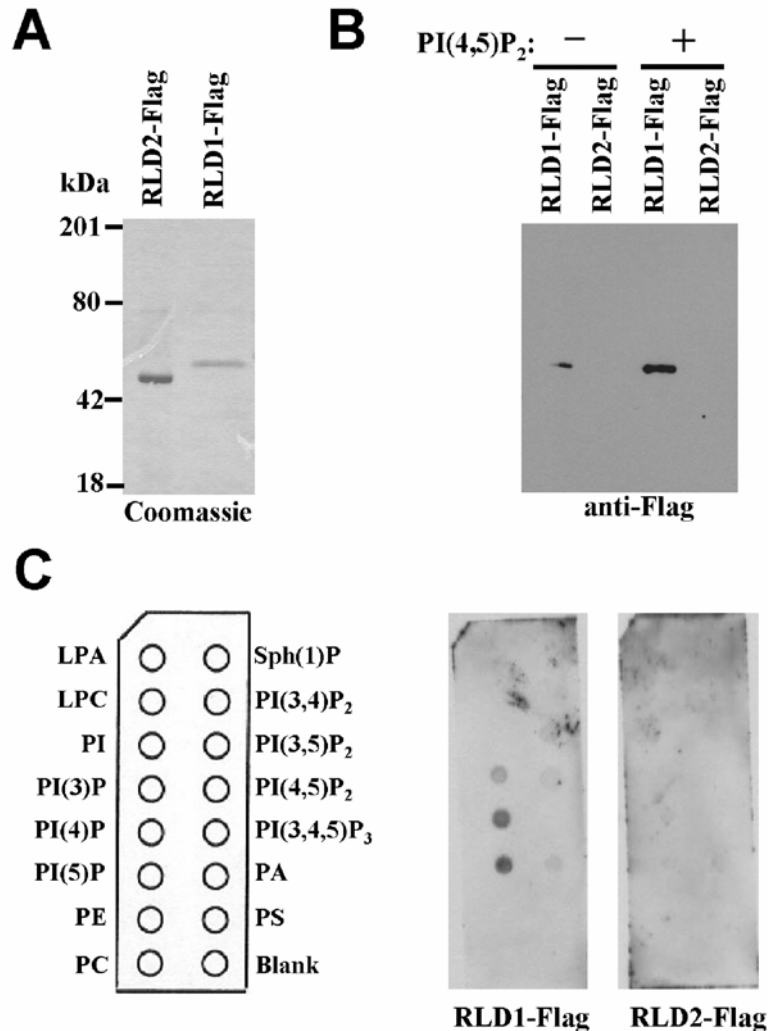 A
RLD2-Flag
RLD1-Flag
kDa
201
80
42
18
Coomassie
B
PI(4,5)P₂: − +
RLD1-Flag
RLD2-Flag
RLD1-Flag
RLD2-Flag
anti-Flag
C
LPA Sph(1)P
LPC PI(3,4)P₂
PI PI(3,5)P₂
PI(3)P PI(4,5)P₂
PI(4)P PI(3,4,5)P₃
PI(5)P PA
PE PS
PC Blank
RLD1-Flag RLD2-Flag